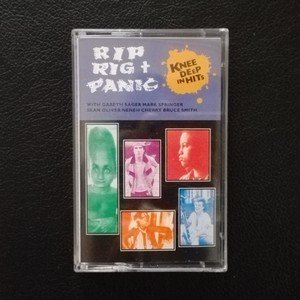 RIP
RIG +
PANIC
KNEE
DEEP
IN HITS
WITH GARETH SAGER MARK SPRINGER
SEAN OLIVER NENEH CHERRY BRUCE SMITH